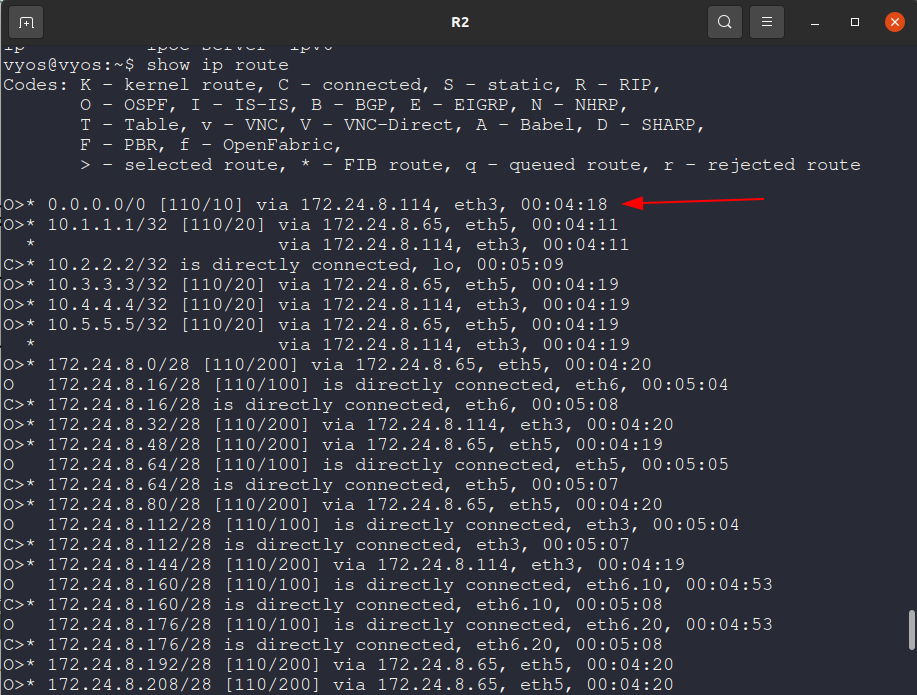 R2
vyos@vyos:~$ show ip route
Codes: K - kernel route, C - connected, S - static, R - RIP,
       O - OSPF, I - IS-IS, B - BGP, E - EIGRP, N - NHRP,
       T - Table, v - VNC, V - VNC-Direct, A - Babel, D - SHARP,
       F - PBR, f - OpenFabric,
       > - selected route, * - FIB route, q - queued route, r - rejected route
O>* 0.0.0.0/0 [110/10] via 172.24.8.114, eth3, 00:04:18
O>* 10.1.1.1/32 [110/20] via 172.24.8.65, eth5, 00:04:11
  *                      via 172.24.8.114, eth3, 00:04:11
C>* 10.2.2.2/32 is directly connected, lo, 00:05:09
O>* 10.3.3.3/32 [110/20] via 172.24.8.65, eth5, 00:04:19
O>* 10.4.4.4/32 [110/20] via 172.24.8.114, eth3, 00:04:19
O>* 10.5.5.5/32 [110/20] via 172.24.8.65, eth5, 00:04:19
  *                      via 172.24.8.114, eth3, 00:04:19
O>* 172.24.8.0/28 [110/200] via 172.24.8.65, eth5, 00:04:20
O   172.24.8.16/28 [110/100] is directly connected, eth6, 00:05:04
C>* 172.24.8.16/28 is directly connected, eth6, 00:05:08
O>* 172.24.8.32/28 [110/200] via 172.24.8.114, eth3, 00:04:20
O>* 172.24.8.48/28 [110/200] via 172.24.8.65, eth5, 00:04:19
O   172.24.8.64/28 [110/100] is directly connected, eth5, 00:05:05
C>* 172.24.8.64/28 is directly connected, eth5, 00:05:07
O>* 172.24.8.80/28 [110/200] via 172.24.8.65, eth5, 00:04:20
O   172.24.8.112/28 [110/100] is directly connected, eth3, 00:05:04
C>* 172.24.8.112/28 is directly connected, eth3, 00:05:07
O>* 172.24.8.144/28 [110/200] via 172.24.8.114, eth3, 00:04:19
O   172.24.8.160/28 [110/100] is directly connected, eth6.10, 00:04:53
C>* 172.24.8.160/28 is directly connected, eth6.10, 00:05:08
O   172.24.8.176/28 [110/100] is directly connected, eth6.20, 00:04:53
C>* 172.24.8.176/28 is directly connected, eth6.20, 00:05:08
O>* 172.24.8.192/28 [110/200] via 172.24.8.65, eth5, 00:04:20
O>* 172.24.8.208/28 [110/200] via 172.24.8.65, eth5, 00:04:20